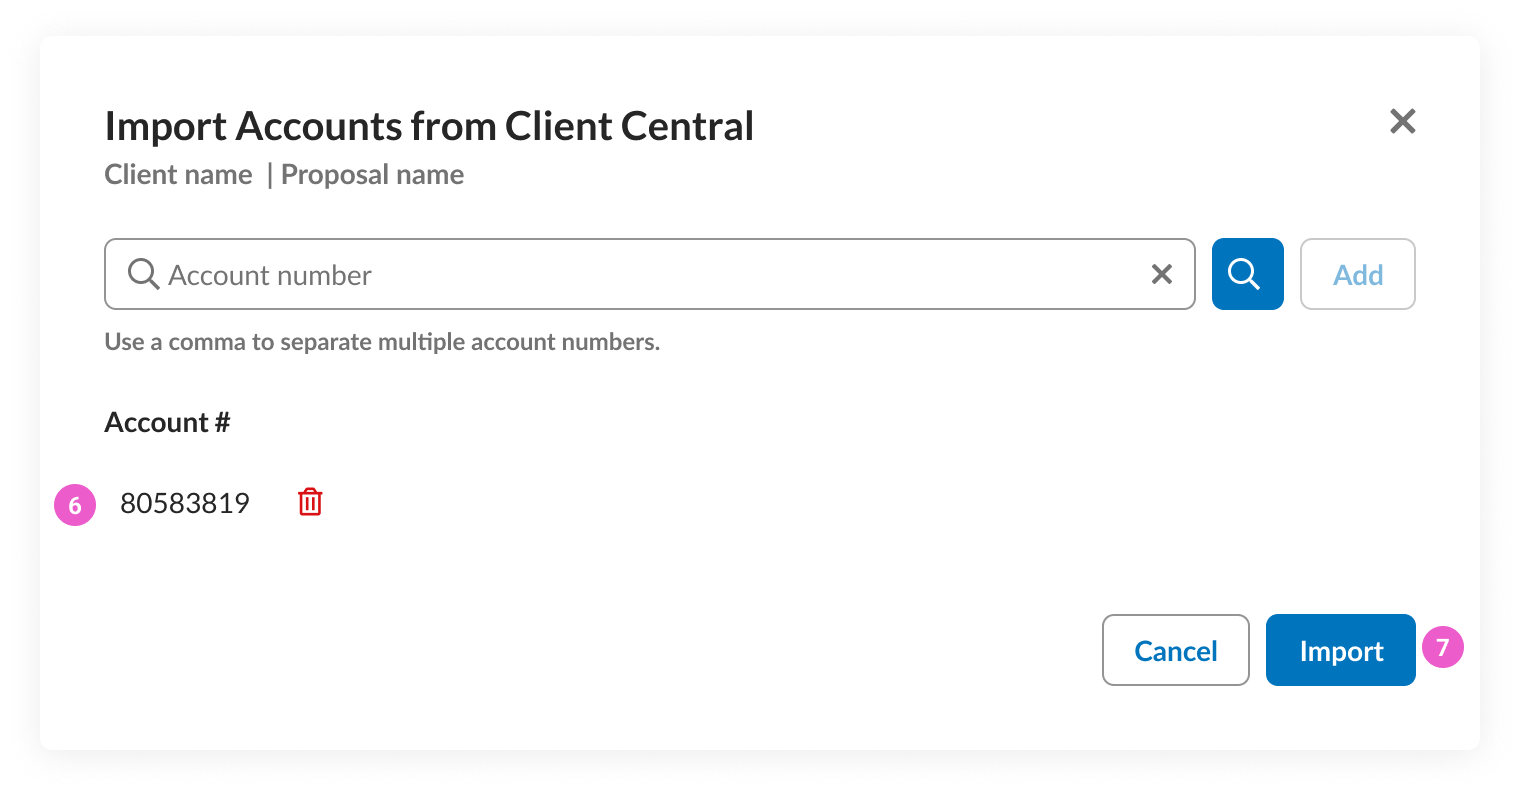 Import Accounts from Client Central
Client name | Proposal name
Account number
Add
Use a comma to separate multiple account numbers.
Account #
6 80583819
Cancel
Import
7